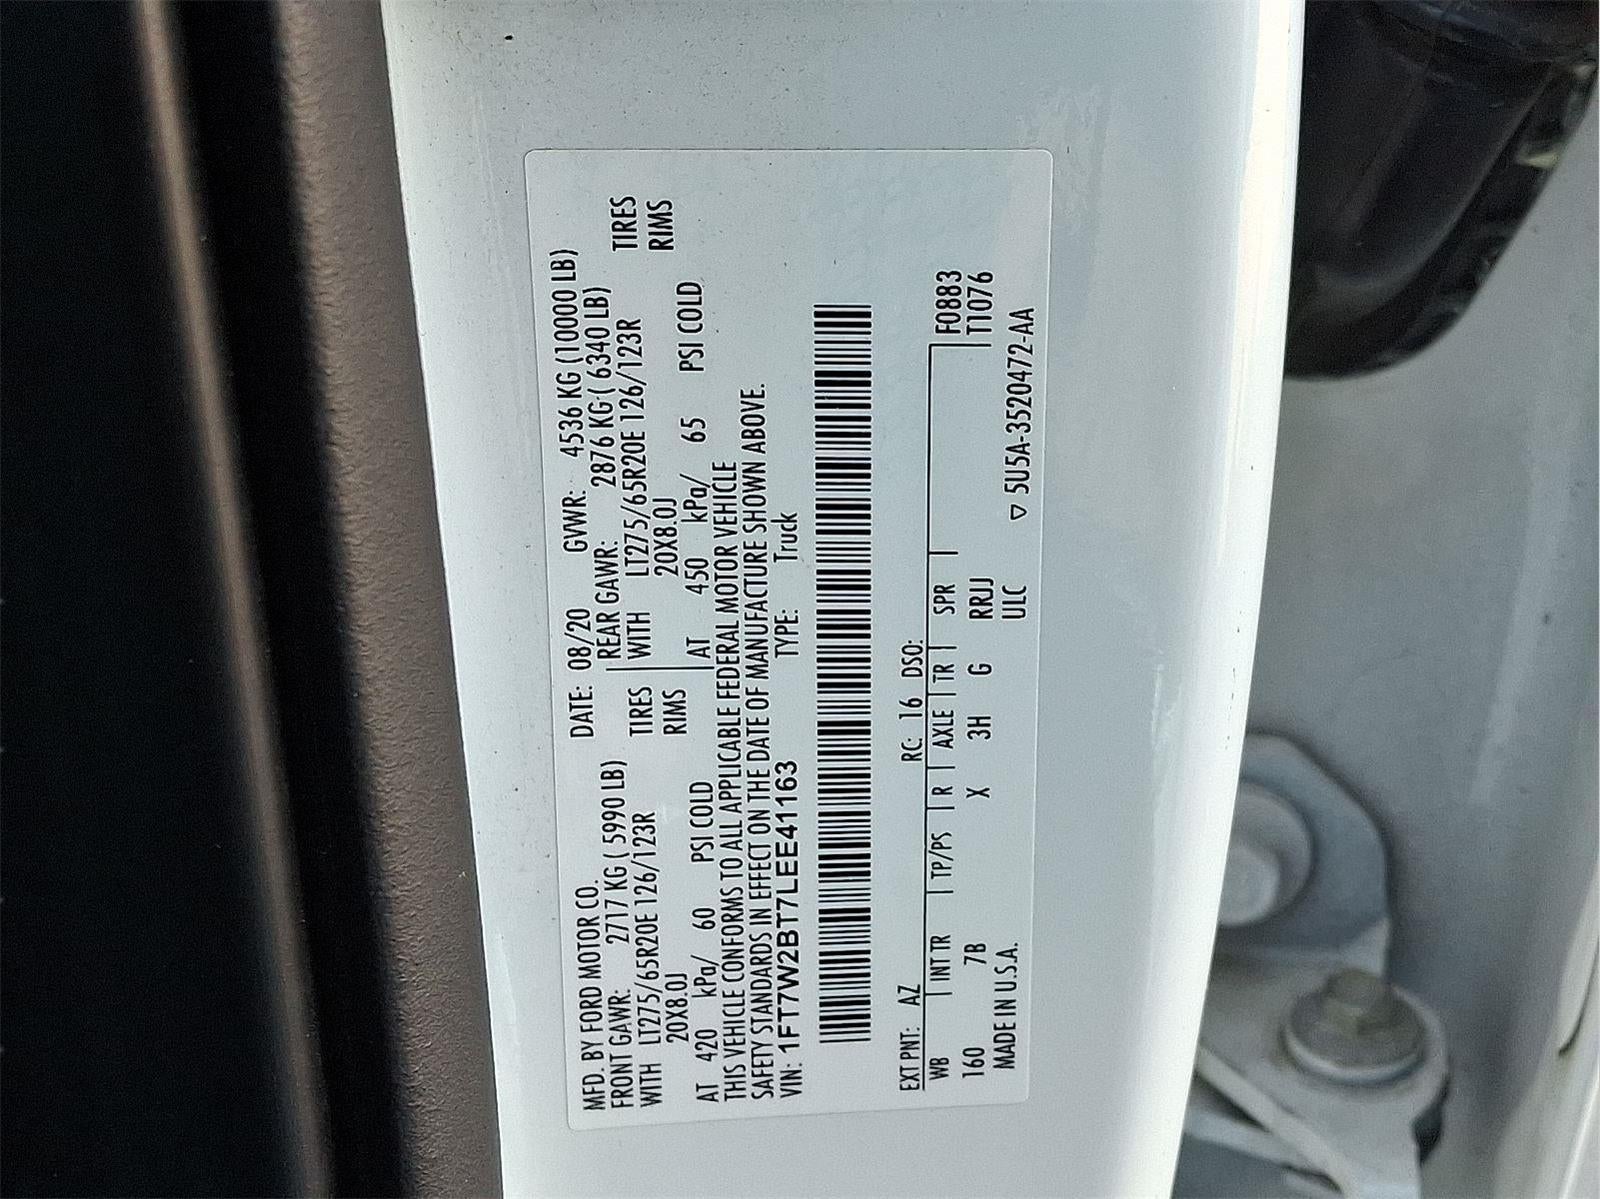 MFD. BY FORD MOTOR CO.
DATE: 08/20 GVWR: 4536 KG (10000 LB)
FRONT GAWR: 2717 KG ( 5990 LB)
REAR GAWR: 2876 KG ( 6340 LB)
WITH LT275/65R20E 126/123R TIRES
WITH LT275/65R20E 126/123R TIRES
20X8.0J RIMS
20X8.0J RIMS
AT 420 kPa/ 60 PSI COLD
AT 450 kPa/ 65 PSI COLD
THIS VEHICLE CONFORMS TO ALL APPLICABLE FEDERAL MOTOR VEHICLE
SAFETY STANDARDS IN EFFECT ON THE DATE OF MANUFACTURE SHOWN ABOVE.
VIN: 1FT7W2BT7LEE41163 TYPE: Truck
EXT PNT: AZ RC: 16 DSO:
WB INT TR TP/PS R AXLE TR SPR F0883
160 7B X 3H G RRJJ T1076
MADE IN U.S.A. ULC
▽ 5U5A-3520472-AA